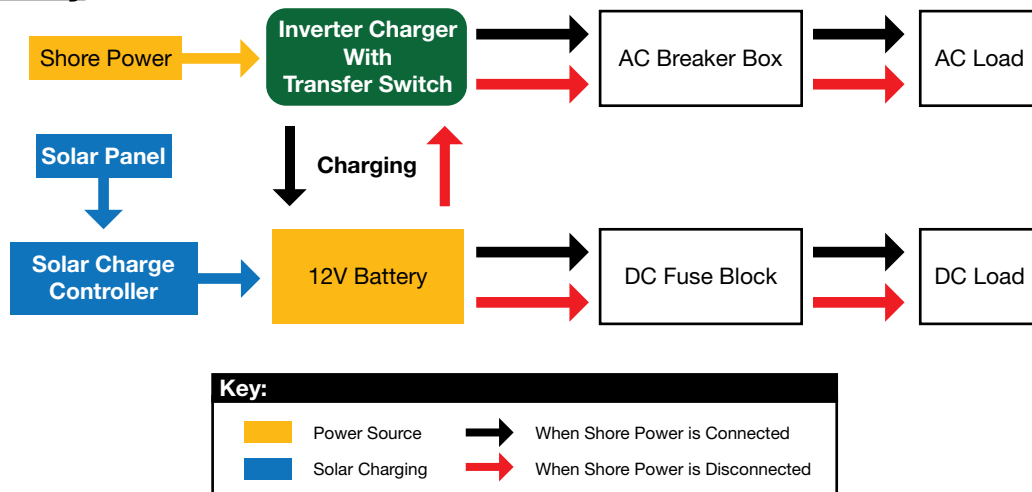 Shore Power
Inverter Charger
With
Transfer Switch
AC Breaker Box
AC Load
Solar Panel
Charging
Solar Charge
Controller
12V Battery
DC Fuse Block
DC Load
Key:
Power Source
When Shore Power is Connected
Solar Charging
When Shore Power is Disconnected